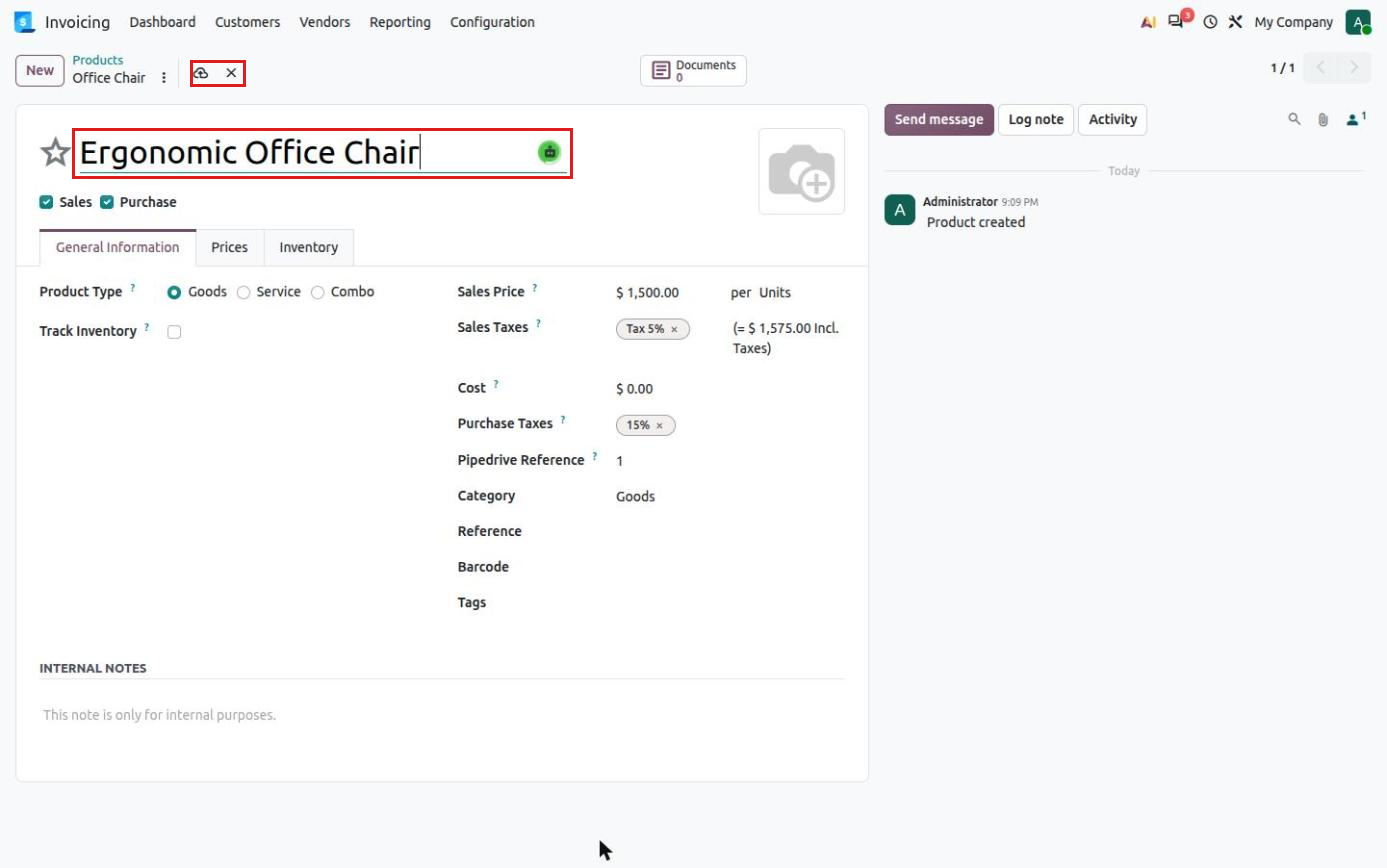 Invoicing Dashboard Customers Vendors Reporting Configuration AI 3 My Company A
New Products
Office Chair
Documents
0
1 / 1
Ergonomic Office Chair
Sales Purchase
General Information Prices Inventory
Product Type ? Goods Service Combo
Track Inventory ?
Sales Price ? $ 1,500.00 per Units
Sales Taxes ? Tax 5% × (= $ 1,575.00 Incl.
Taxes)
Cost ? $ 0.00
Purchase Taxes ? 15% ×
Pipedrive Reference ? 1
Category Goods
Reference
Barcode
Tags
INTERNAL NOTES
This note is only for internal purposes.
Send message Log note Activity 1
Today
A Administrator 9:09 PM
Product created